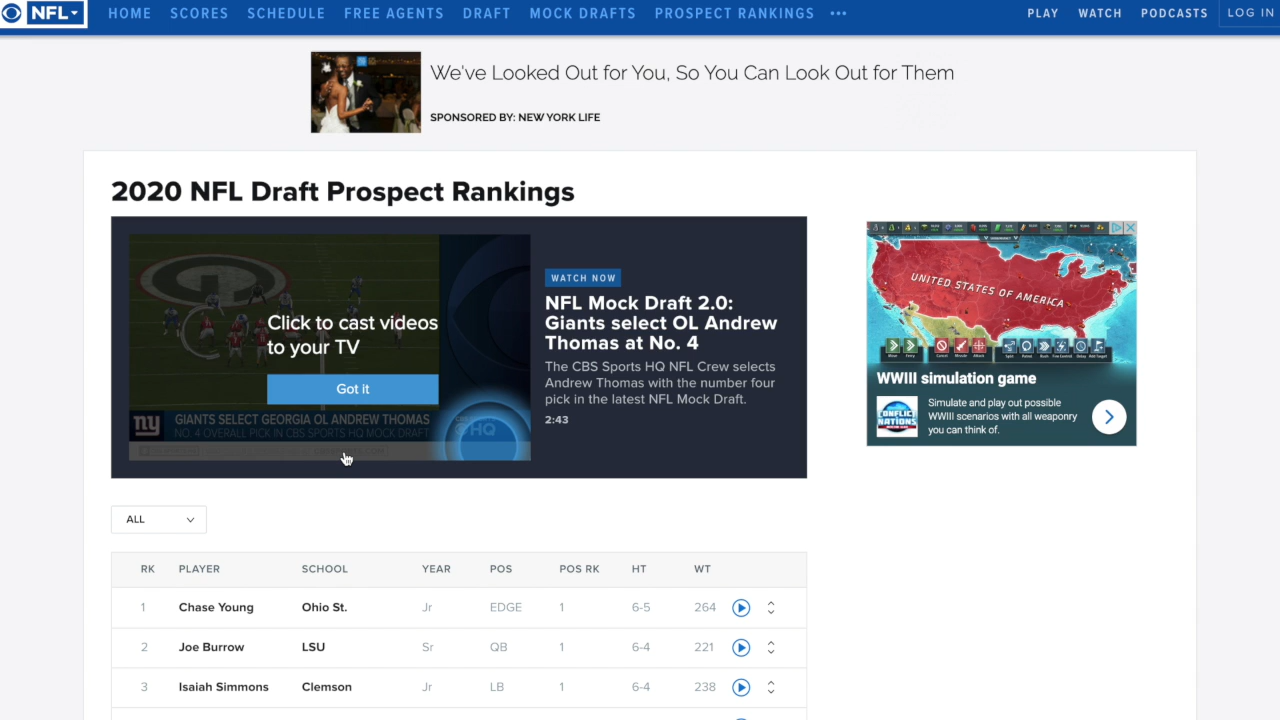 NFL HOME SCORES SCHEDULE FREE AGENTS DRAFT MOCK DRAFTS PROSPECT RANKINGS ••• PLAY WATCH PODCASTS LOG IN
We've Looked Out for You, So You Can Look Out for Them
SPONSORED BY: NEW YORK LIFE
2020 NFL Draft Prospect Rankings
Click to cast videos
to your TV
Got it
ny
GIANTS SELECT GEORGIA OL ANDREW THOMAS
NO. 4 OVERALL PICK IN CBS SPORTS HQ MOCK DRAFT
HQ
WATCH NOW
NFL Mock Draft 2.0:
Giants select OL Andrew
Thomas at No. 4
The CBS Sports HQ NFL Crew selects
Andrew Thomas with the number four
pick in the latest NFL Mock Draft.
2:43
UNITED STATES OF AMERICA
WWIII simulation game
CONFLICT
NATIONS
Simulate and play out possible
WWIII scenarios with all weaponry
you can think of.
ALL
RK PLAYER SCHOOL YEAR POS POS RK HT WT
1 Chase Young Ohio St. Jr EDGE 1 6-5 264
2 Joe Burrow LSU Sr QB 1 6-4 221
3 Isaiah Simmons Clemson Jr LB 1 6-4 238